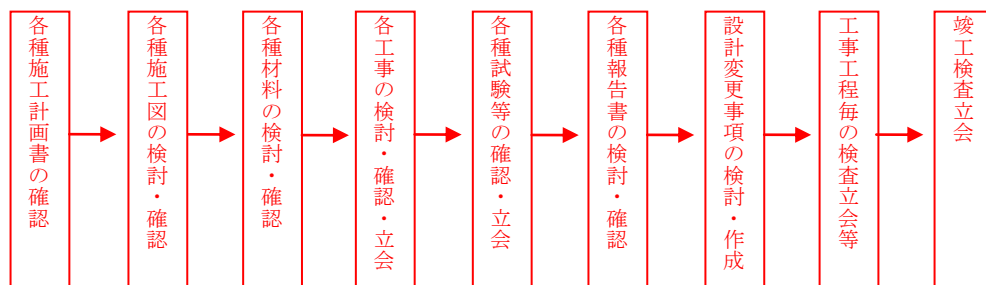 各種施工計画書の確認
各種施工図の検討・確認
各種材料の検討・確認
各工事の検討・確認・立会
各種試験等の確認・立会
各種報告書の検討・確認
設計変更事項の検討・作成
工事工程毎の検査立会等
竣工検査立会